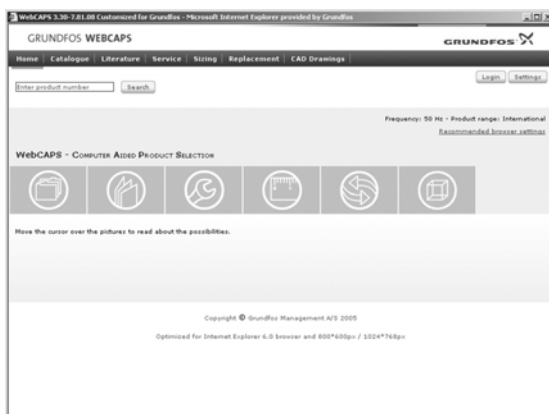 WebCAPS 3.30-7.01.00 Customized for Grundfos - Microsoft Internet Explorer provided by Grundfos
GRUNDFOS WEBCAPS
GRUNDFOS
Home Catalogue Literature Service Sizing Replacement CAD Drawings
Login Settings
Enter product number Search
Frequency: 50 Hz - Product range: International
Recommended browser settings
WebCAPS - Computer Aided Product Selection
Move the cursor over the pictures to read about the possibilities.
Copyright © Grundfos Management A/S 2005
Optimized for Internet Explorer 6.0 browser and 800*600px / 1024*768px